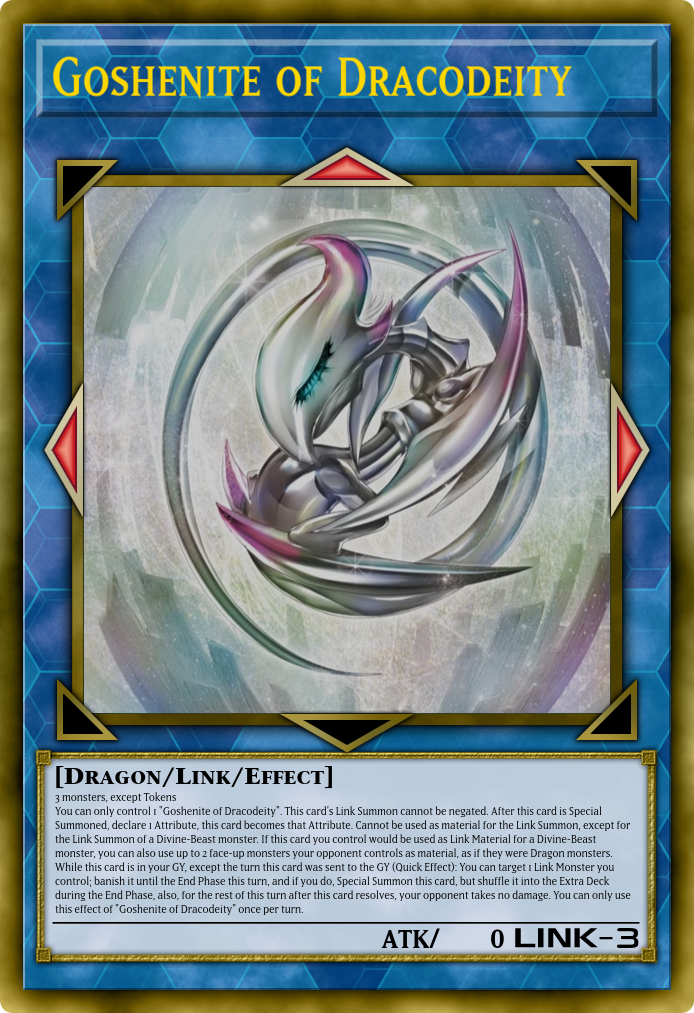 Goshenite of Dracodeity
[Dragon/Link/Effect]
3 monsters, except Tokens
You can only control 1 "Goshenite of Dracodeity". This card's Link Summon cannot be negated. After this card is Special
Summoned, declare 1 Attribute, this card becomes that Attribute. Cannot be used as material for the Link Summon, except for
the Link Summon of a Divine-Beast monster. If this card you control would be used as Link Material for a Divine-Beast
monster, you can also use up to 2 face-up monsters your opponent controls as material, as if they were Dragon monsters.
While this card is in your GY, except the turn this card was sent to the GY (Quick Effect): You can target 1 Link Monster you
control; banish it until the End Phase this turn, and if you do, Special Summon this card, but shuffle it into the Extra Deck
during the End Phase, also, for the rest of this turn after this card resolves, your opponent takes no damage. You can only use
this effect of "Goshenite of Dracodeity" once per turn.
ATK/ 0 LINK-3